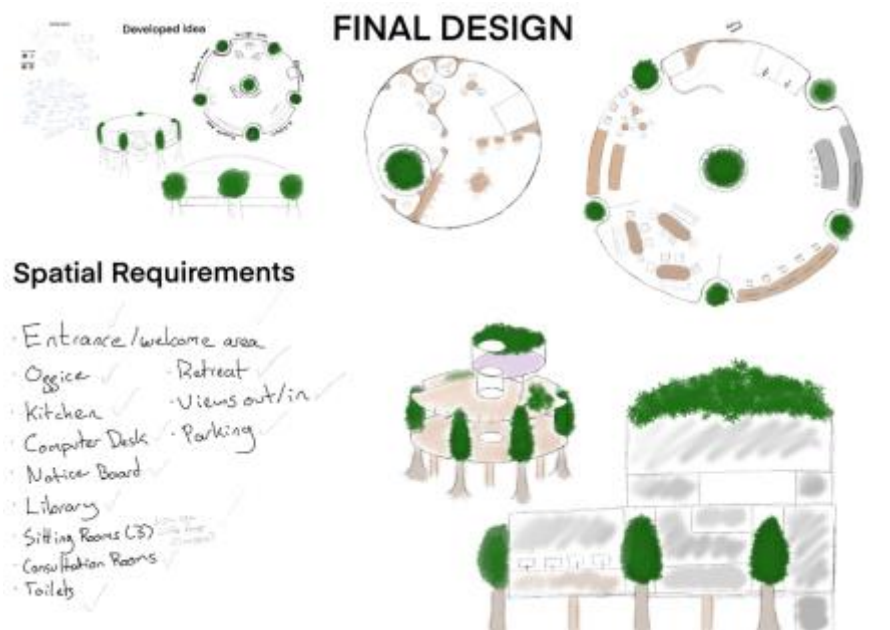 Developed Idea
FINAL DESIGN
Spatial Requirements
· Entrance/welcome area
· Office
· Kitchen
· Computer Desk
· Notice Board
· Library
· Sitting Rooms (3)
· Consultation Rooms
· Toilets
· Retreat
· Views out/in
· Parking